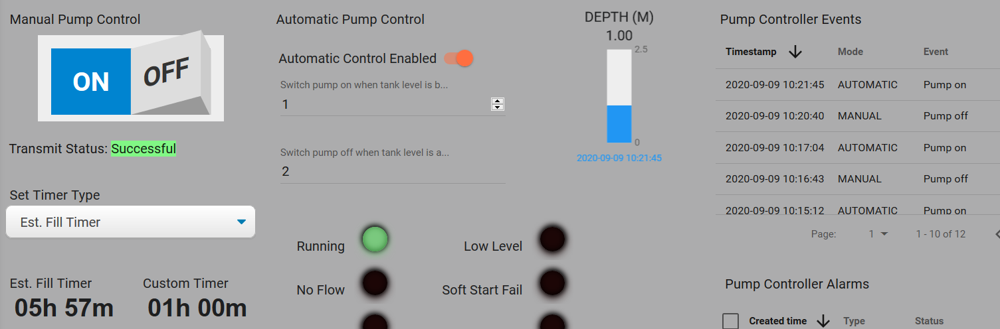 Manual Pump Control
ON
OFF
Transmit Status: Successful
Set Timer Type
Est. Fill Timer
Est. Fill Timer
05h 57m
Custom Timer
01h 00m
Automatic Pump Control
Automatic Control Enabled
Switch pump on when tank level is b...
1
Switch pump off when tank level is a...
2
DEPTH (M)
1.00
2.5
0
2020-09-09 10:21:45
Running
Low Level
No Flow
Soft Start Fail
Pump Controller Events
Timestamp Mode Event
2020-09-09 10:21:45 AUTOMATIC Pump on
2020-09-09 10:20:40 MANUAL Pump off
2020-09-09 10:17:04 AUTOMATIC Pump on
2020-09-09 10:16:43 MANUAL Pump off
2020-09-09 10:15:12 AUTOMATIC Pump on
Page: 1 1 - 10 of 12
Pump Controller Alarms
Created time Type Status